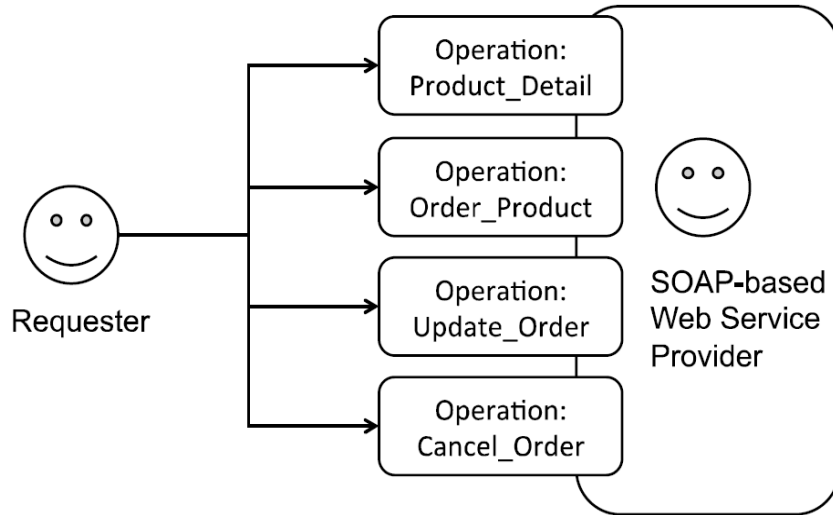 Operation:
Product_Detail
Operation:
Order_Product
Operation:
Update_Order
Operation:
Cancel_Order
Requester
SOAP-based
Web Service
Provider